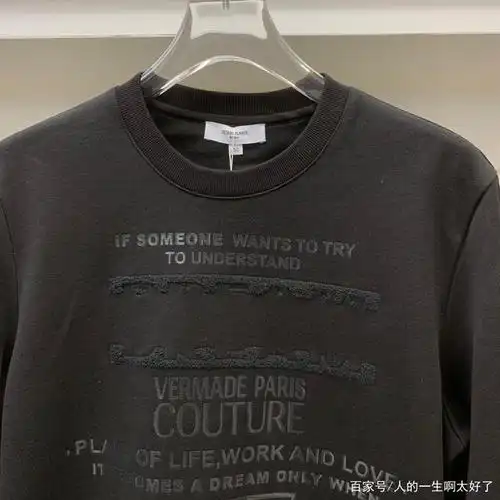 IF SOMEONE WANTS TO TRY
TO UNDERSTAND
VERMADE PARIS
COUTURE
OF LIFE, WORK AND LOVE
A DREAM ONLY
百家号/人的一生啊太好了